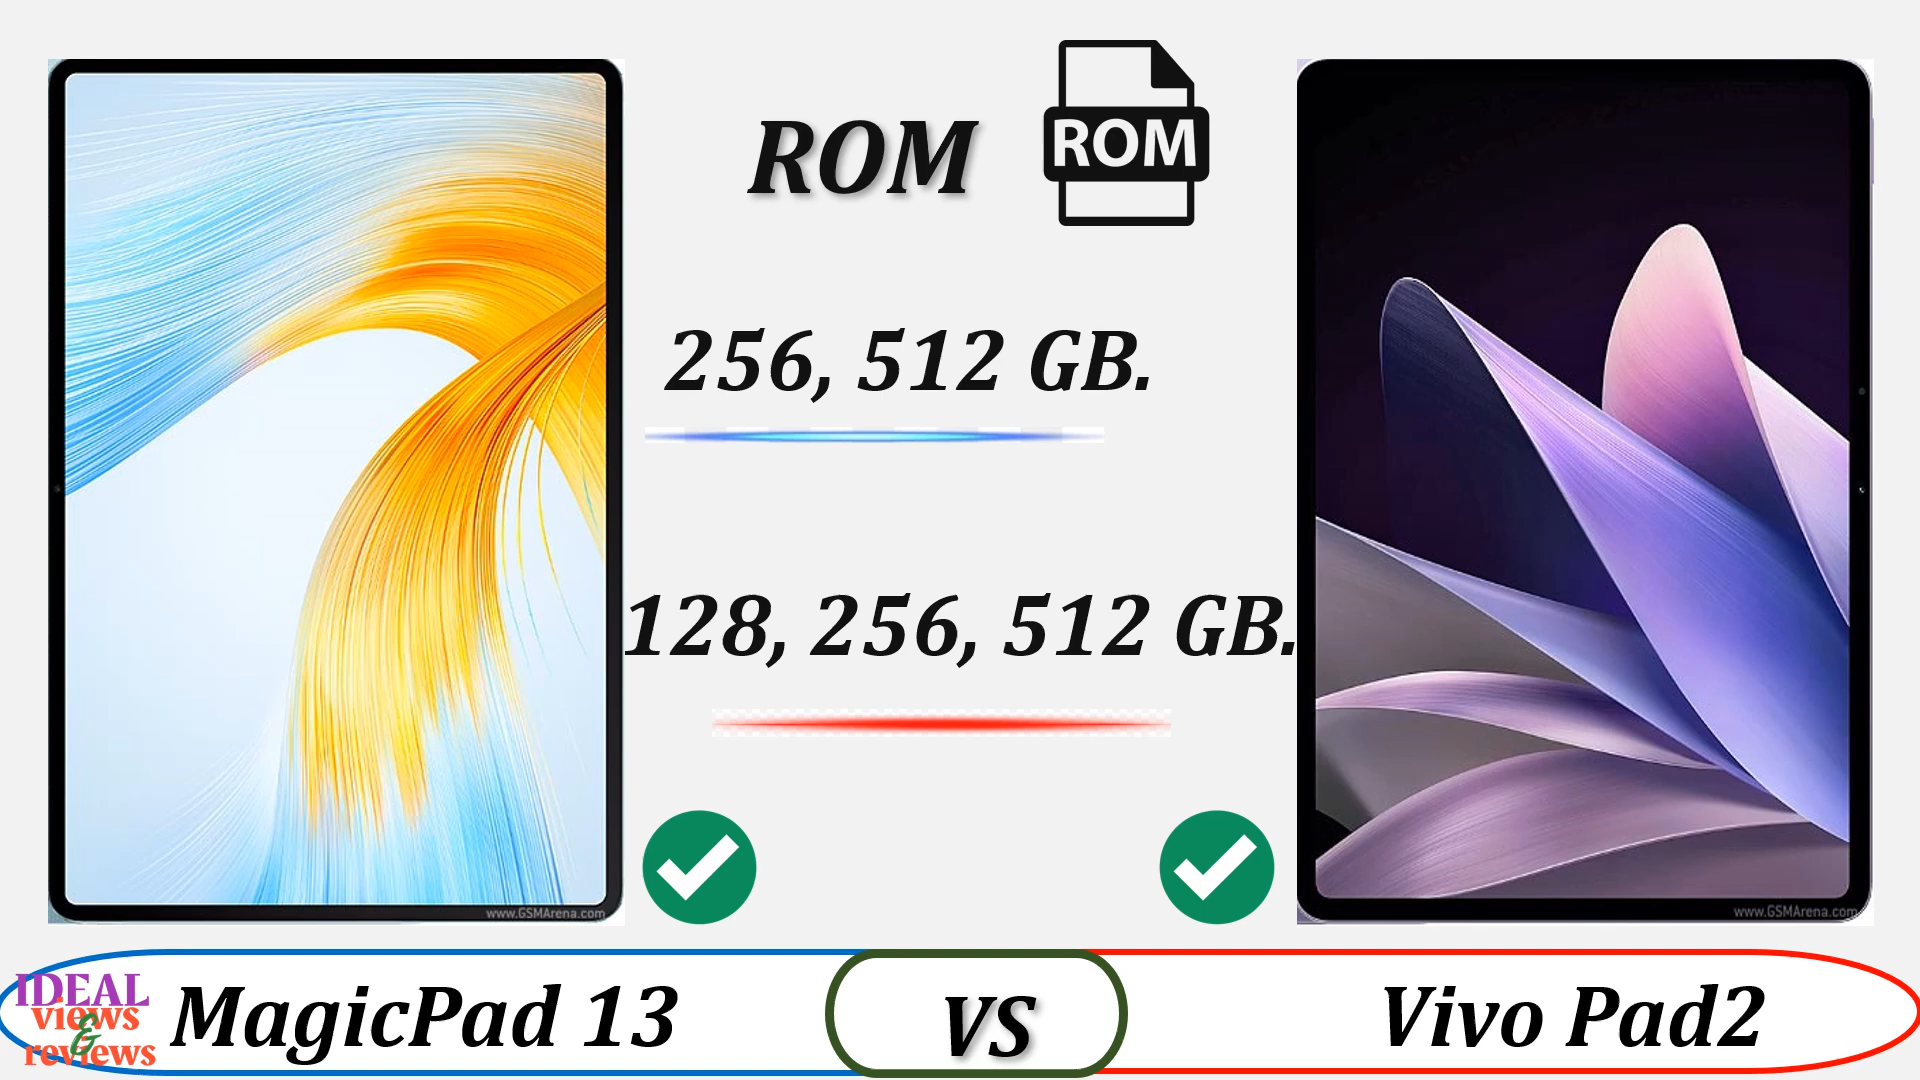 ROM
ROM
256, 512 GB.
128, 256, 512 GB.
www.GSMArena.com
www.GSMArena.com
IDEAL
views
&
reviews
MagicPad 13
VS
Vivo Pad2